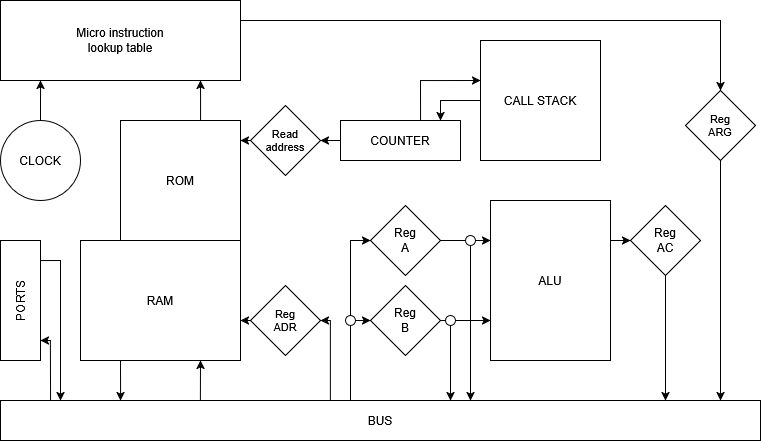 Micro instruction
lookup table
CALL STACK
Reg
ARG
CLOCK
Read
address
COUNTER
ROM
PORTS
RAM
Reg
ADR
Reg
A
Reg
B
ALU
Reg
AC
BUS